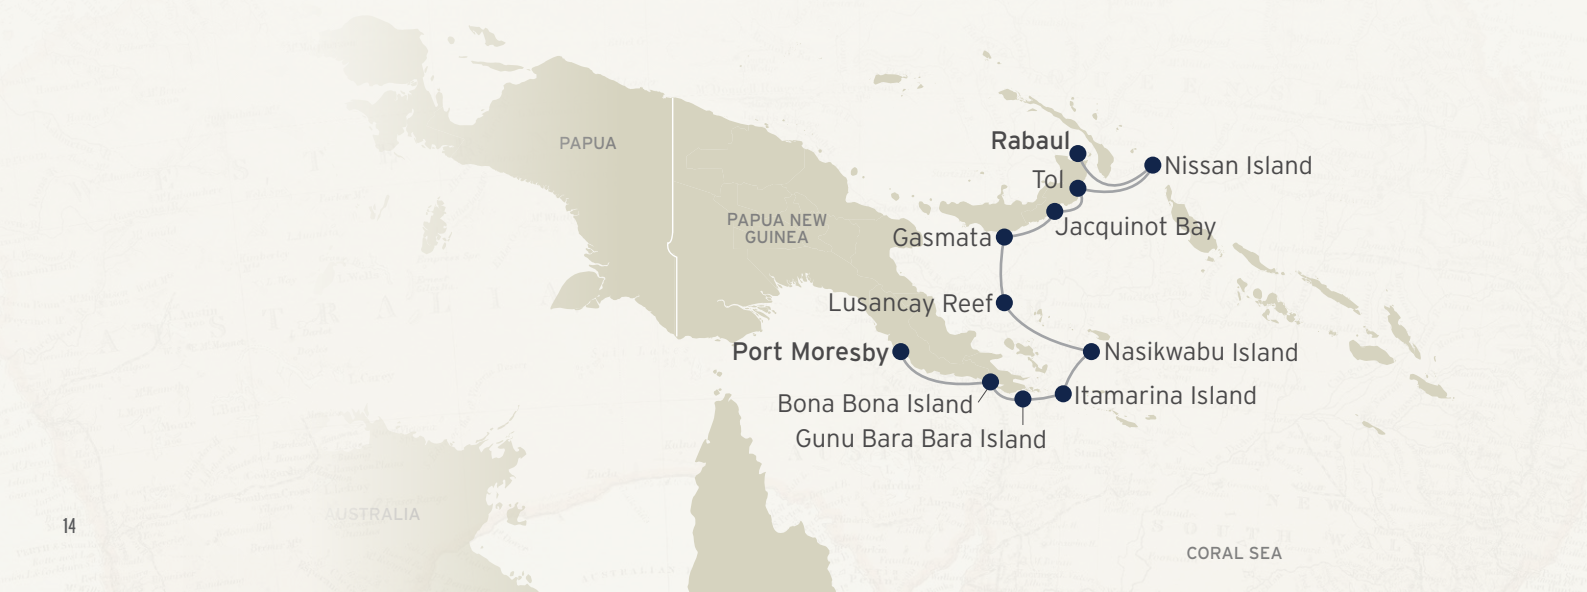 Rabaul
Nissan Island
Tol
Jacquinot Bay
Gasmata
Lusancay Reef
Port Moresby
Nasikwabu Island
Itamarina Island
Bona Bona Island
Gunu Bara Bara Island
PAPUA
PAPUA NEW
GUINEA
AUSTRALIA
CORAL SEA
14